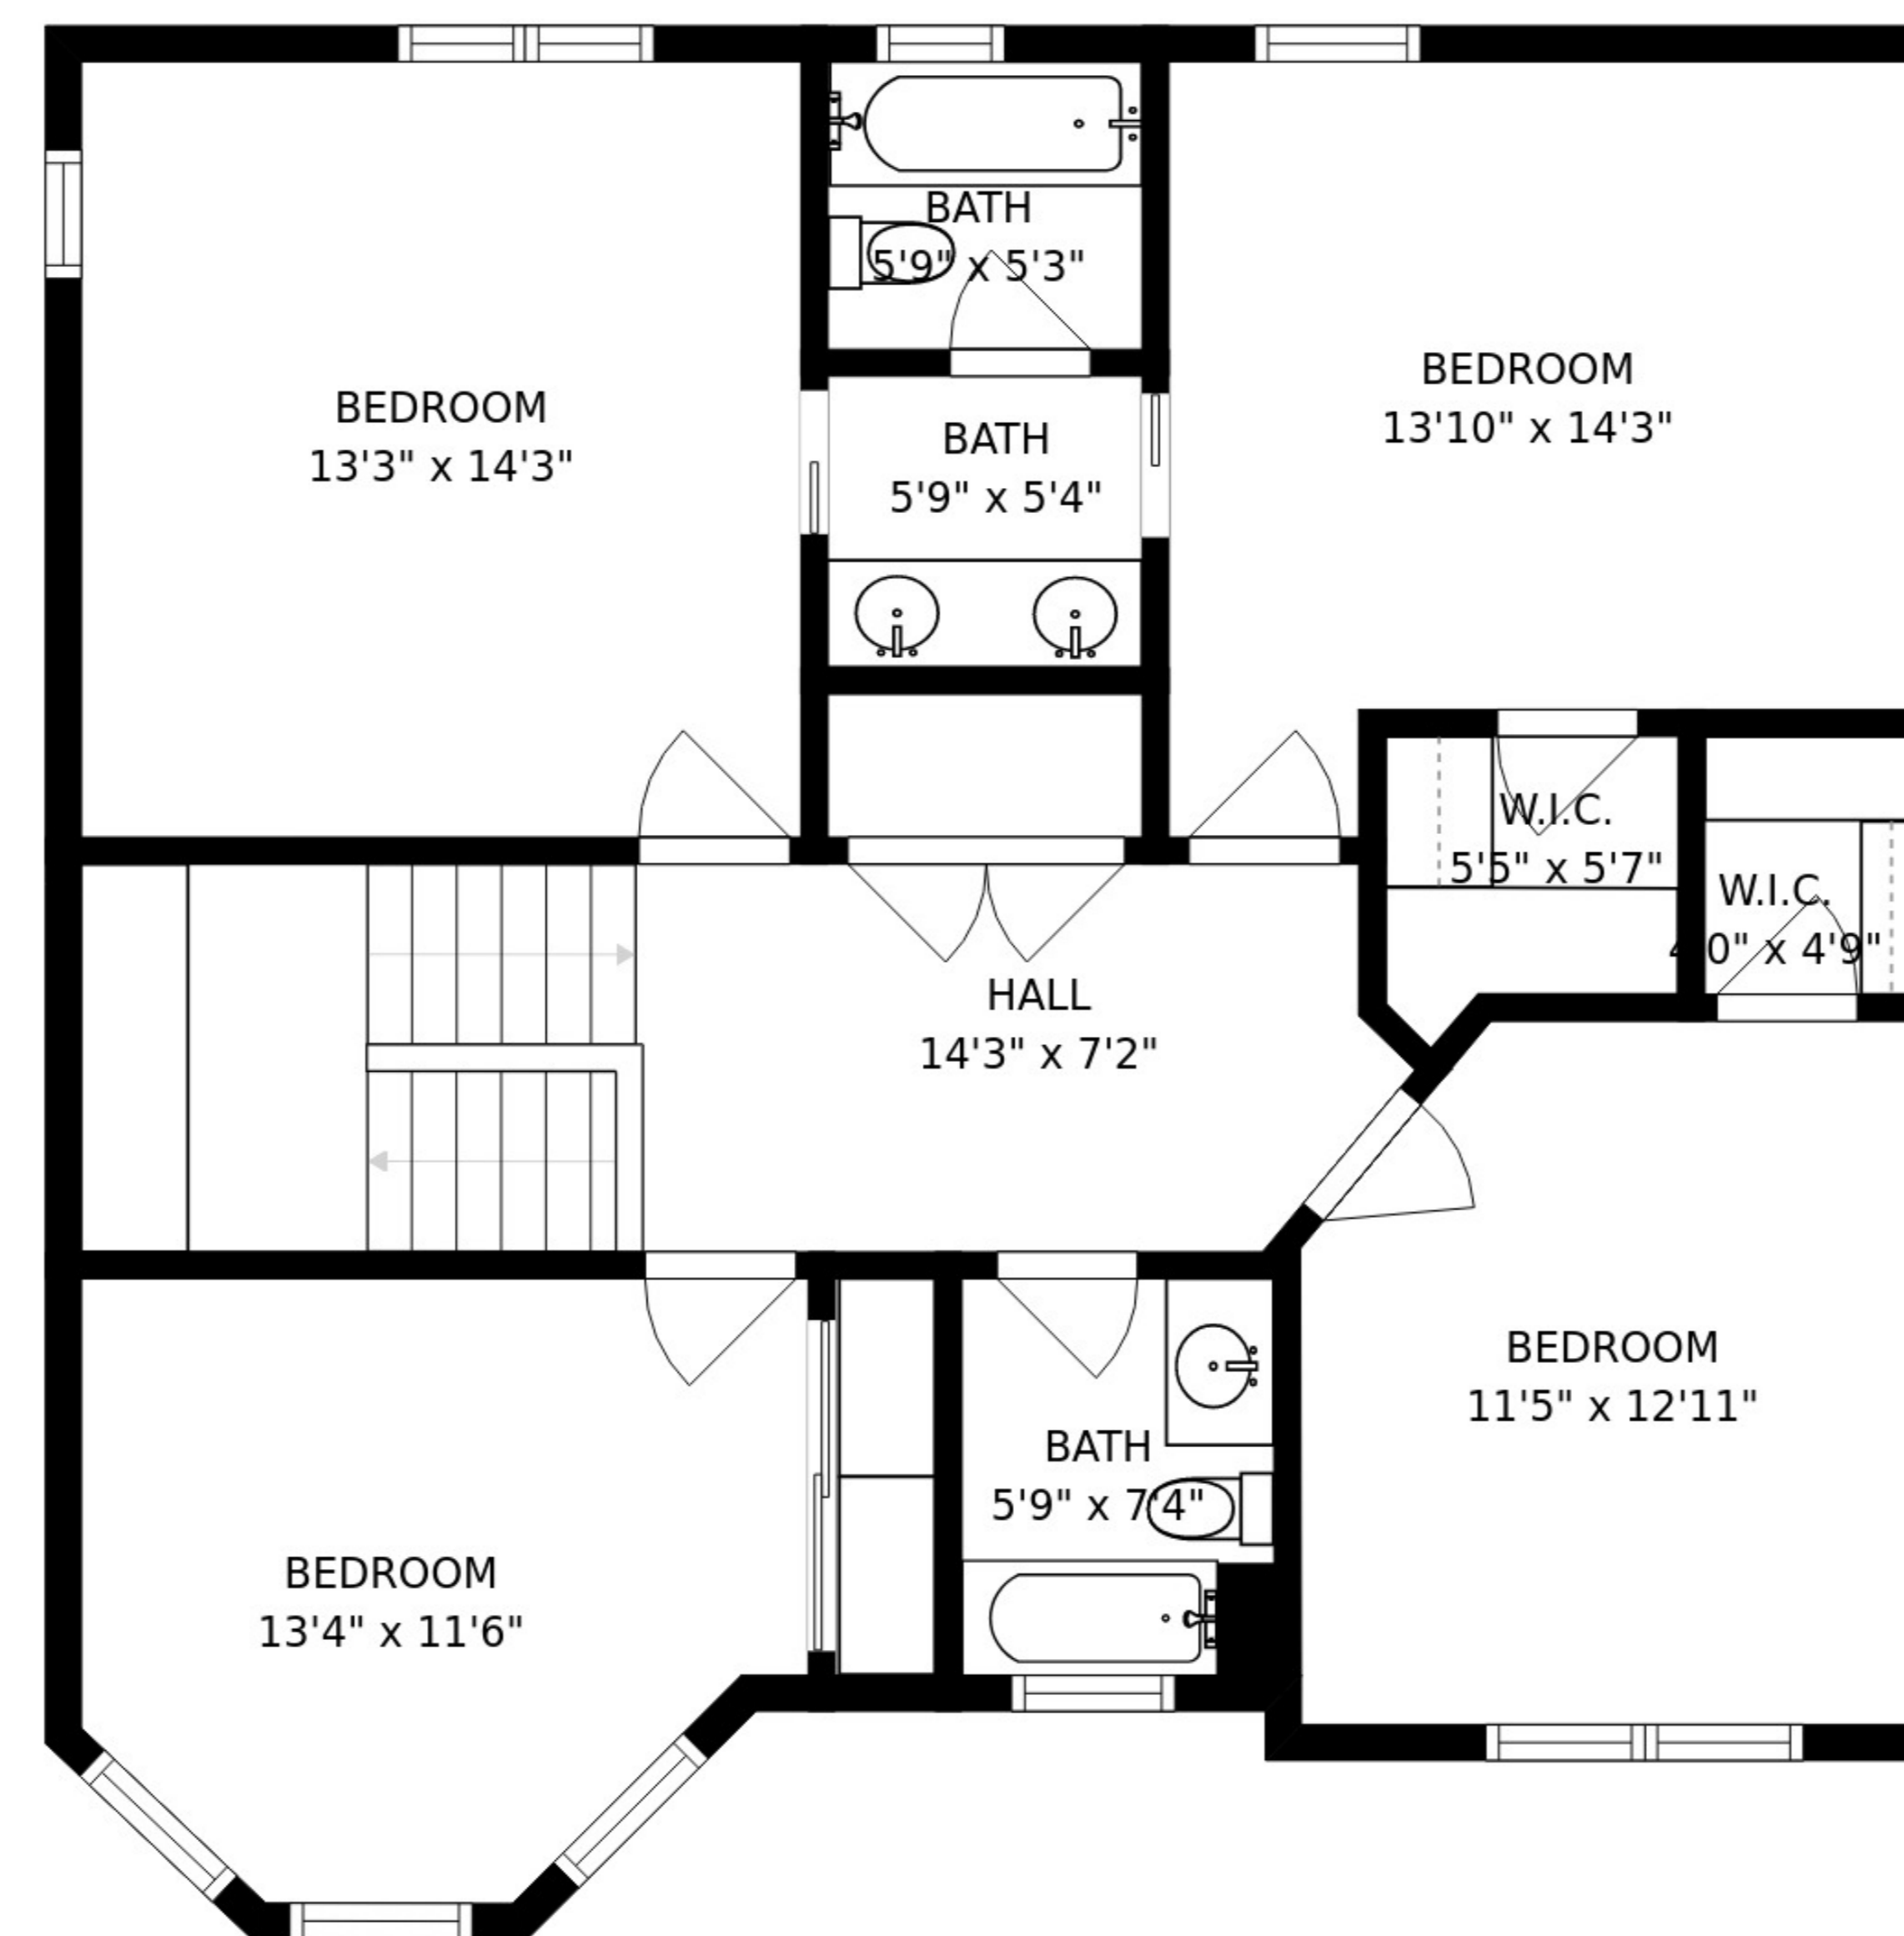 BATH
5'9" x 5'3"
BEDROOM
13'3" x 14'3"
BATH
5'9" x 5'4"
BEDROOM
13'10" x 14'3"
W.I.C.
5'5" x 5'7"
W.I.C.
x 4'9"
HALL
14'3" x 7'2"
BEDROOM
11'5" x 12'11"
BATH
5'9" x 7'4"
BEDROOM
13'4" x 11'6"